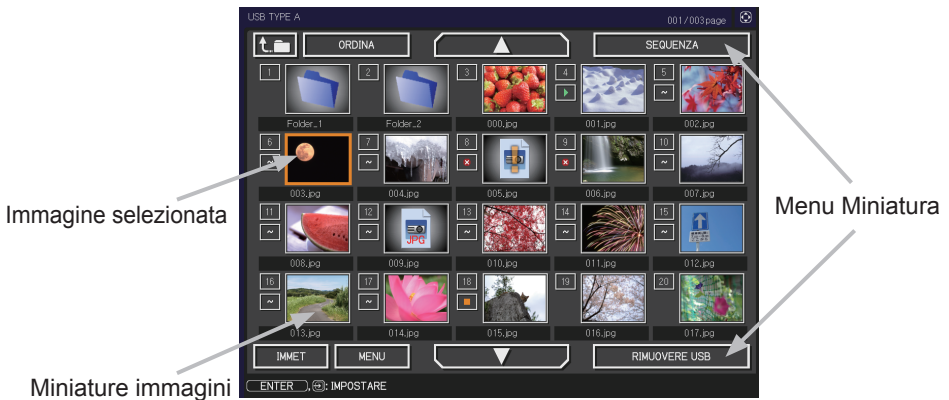 USB TYPE A
001/003page
ORDINA
SEQUENZA
1
2
3
4
5
Folder_1
Folder_2
000.jpg
001.jpg
002.jpg
6
7
8
9
10
003.jpg
004.jpg
005.jpg
006.jpg
007.jpg
11
12
13
14
15
JPG
008.jpg
009.jpg
010.jpg
011.jpg
012.jpg
16
17
18
19
20
013.jpg
014.jpg
015.jpg
016.jpg
017.jpg
IMMET
MENU
RIMUOVERE USB
ENTER , : IMPOSTARE
Immagine selezionata
Menu Miniatura
Miniature immagini